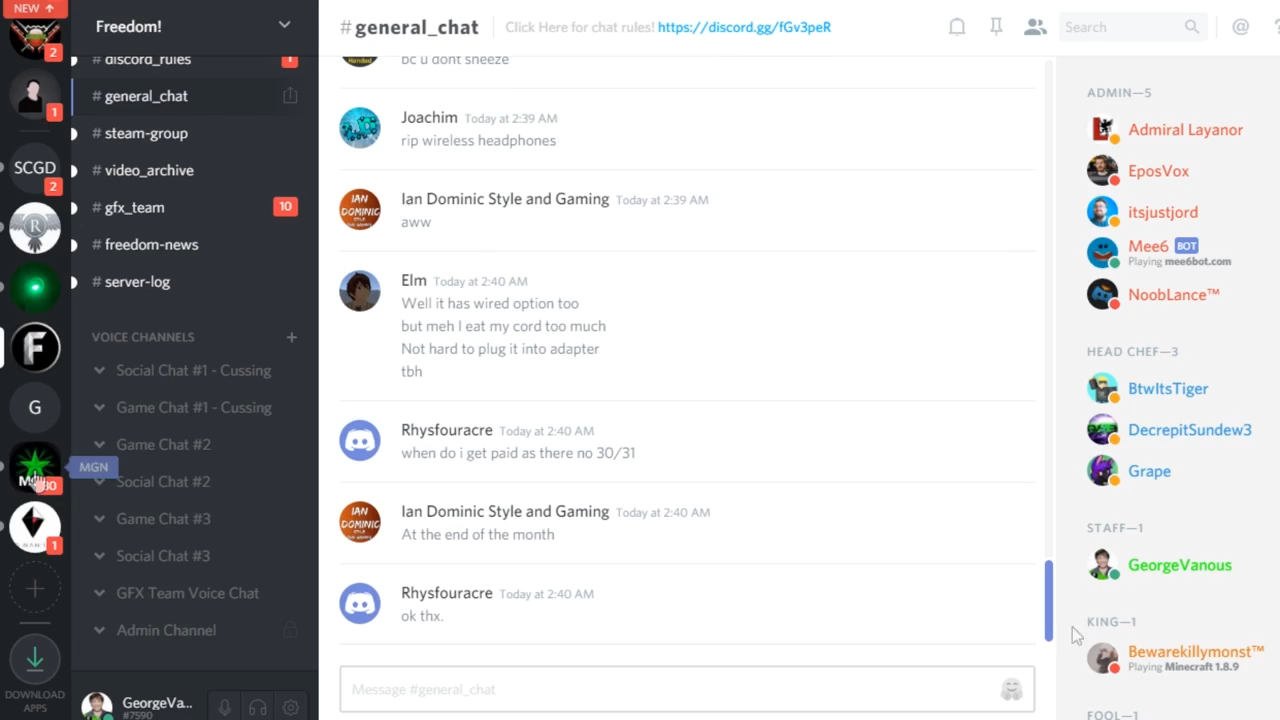 NEW ↑
2
1
SCGD
2
R
F
G
MGN
1
DOWNLOAD
APPS
Freedom!
# discord_rules
1
# general_chat
# steam-group
# video_archive
# gfx_team
10
# freedom-news
# server-log
VOICE CHANNELS +
Social Chat #1 - Cussing
Game Chat #1 - Cussing
Game Chat #2
Social Chat #2
Game Chat #3
Social Chat #3
GFX Team Voice Chat
Admin Channel
GeorgeVa...
#7590
#general_chat
Click Here for chat rules! https://discord.gg/fGv3peR
Search
@
bc u dont sneeze
Joachim Today at 2:39 AM
rip wireless headphones
IAN
DOMINIC
Ian Dominic Style and Gaming Today at 2:39 AM
aww
Elm Today at 2:40 AM
Well it has wired option too
but meh I eat my cord too much
Not hard to plug it into adapter
tbh
Rhysfouracre Today at 2:40 AM
when do i get paid as there no 30/31
IAN
DOMINIC
Ian Dominic Style and Gaming Today at 2:40 AM
At the end of the month
Rhysfouracre Today at 2:40 AM
ok thx.
Message #general_chat
ADMIN—5
Admiral Layanor
EposVox
itsjustjord
Mee6 BOT
Playing mee6bot.com
NoobLance™
HEAD CHEF—3
BtwItsTiger
DecrepitSundew3
Grape
STAFF—1
GeorgeVanous
KING—1
Bewarekillymonst™
Playing Minecraft 1.8.9
FOOL—1